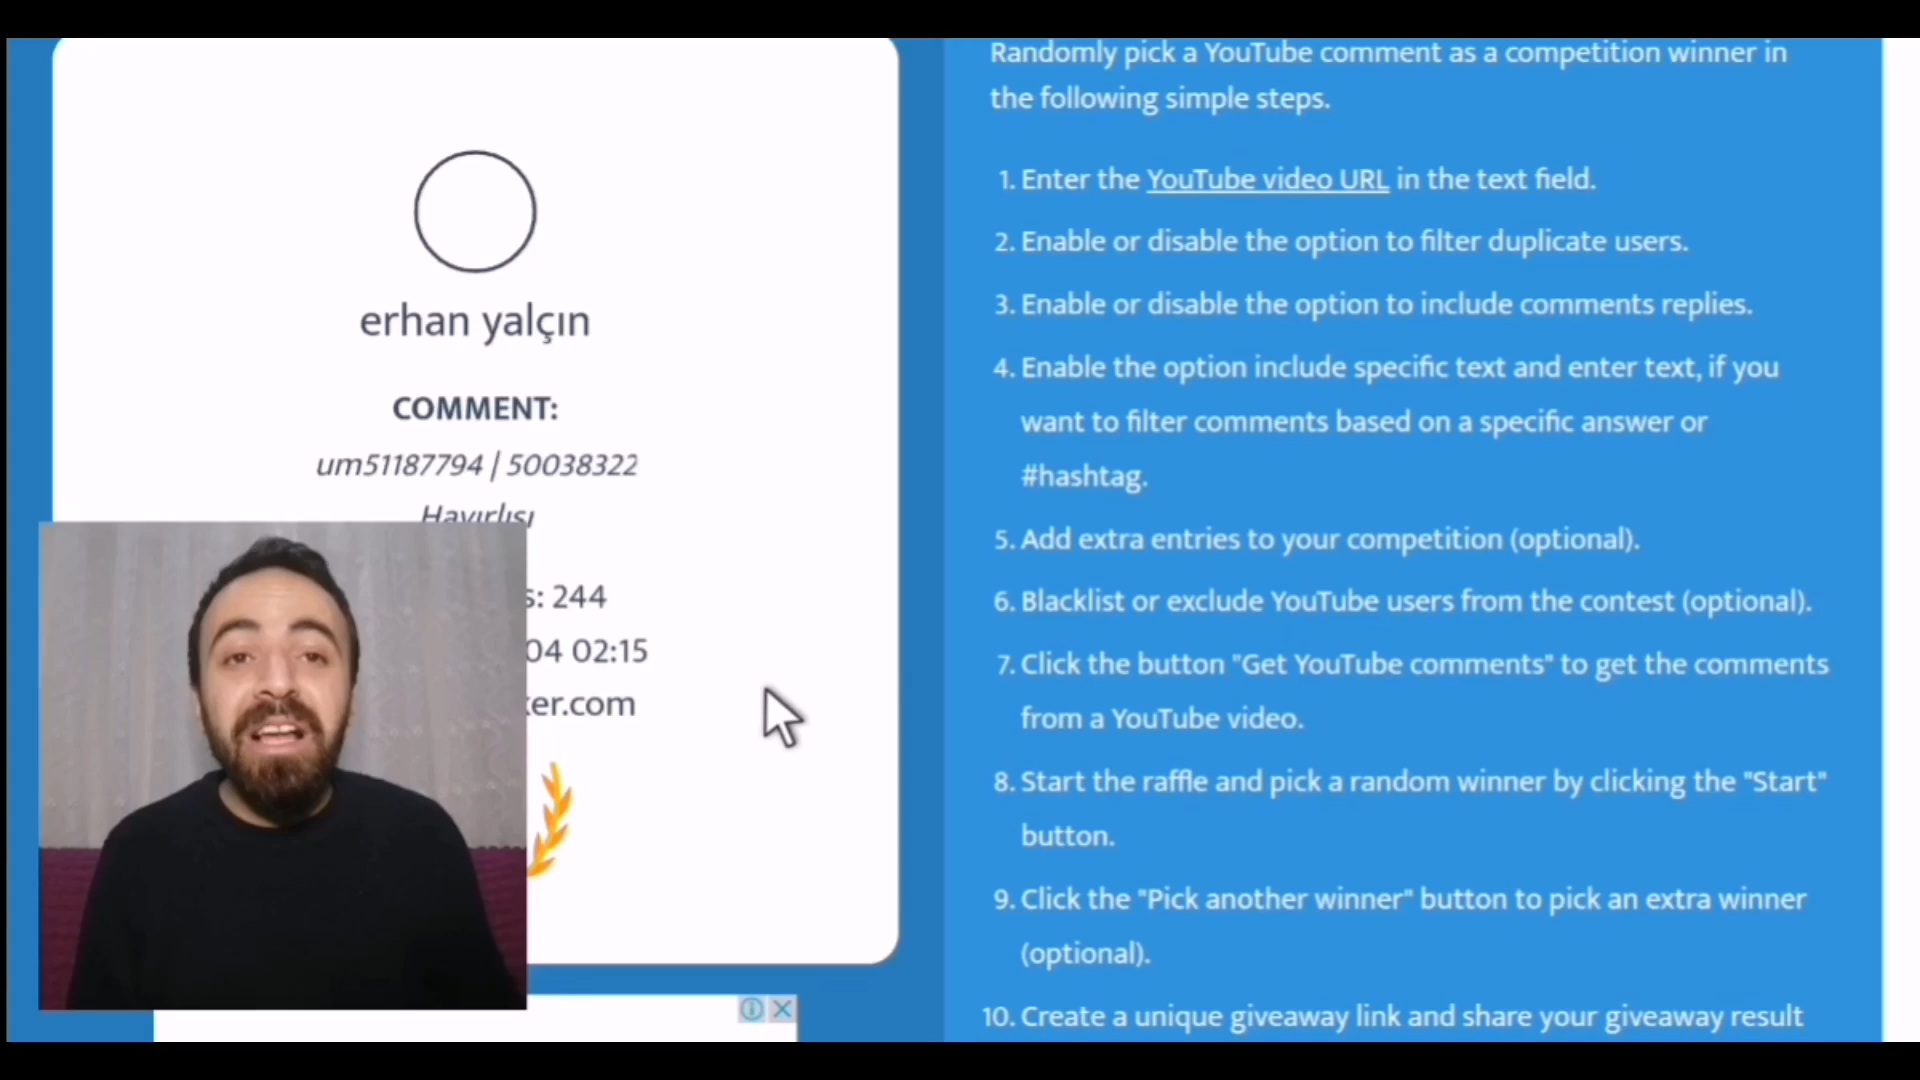 erhan yalçın
COMMENT:
um51187794 | 50038322
Hayırlısı
s: 244
04 02:15
ker.com
Randomly pick a YouTube comment as a competition winner in
the following simple steps.
1. Enter the YouTube video URL in the text field.
2. Enable or disable the option to filter duplicate users.
3. Enable or disable the option to include comments replies.
4. Enable the option include specific text and enter text, if you
want to filter comments based on a specific answer or
#hashtag.
5. Add extra entries to your competition (optional).
6. Blacklist or exclude YouTube users from the contest (optional).
7. Click the button "Get YouTube comments" to get the comments
from a YouTube video.
8. Start the raffle and pick a random winner by clicking the "Start"
button.
9. Click the "Pick another winner" button to pick an extra winner
(optional).
10. Create a unique giveaway link and share your giveaway result